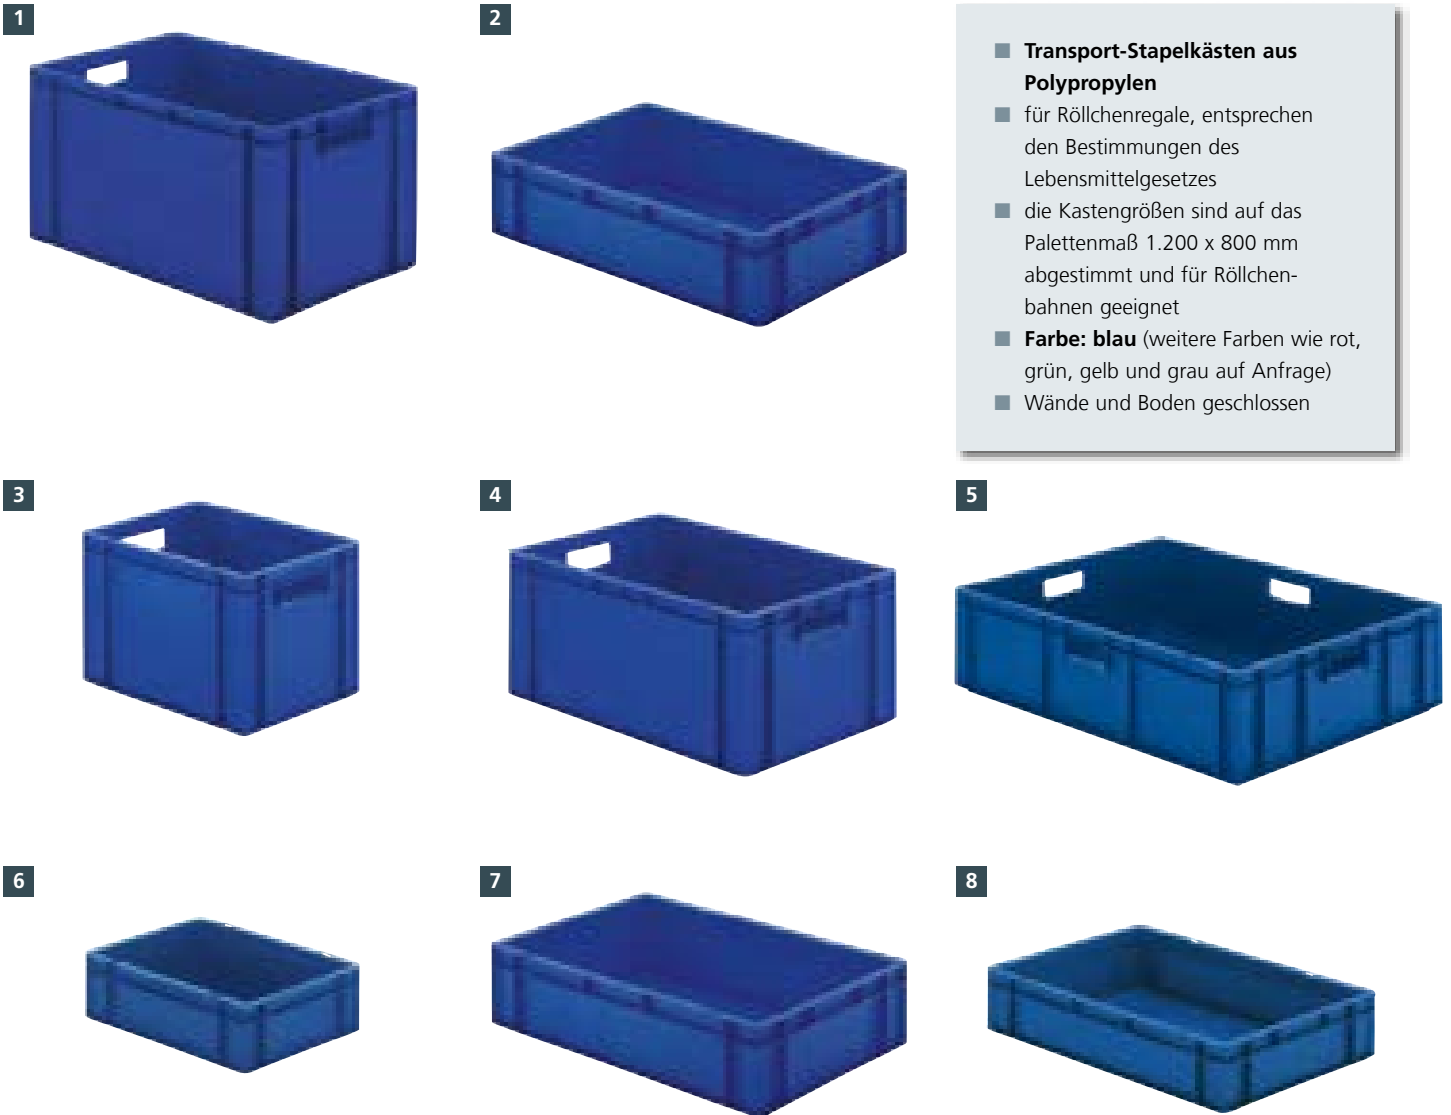 1
2
■ Transport-Stapelkästen aus
Polypropylen
■ für Röllchenregale, entsprechen
den Bestimmungen des
Lebensmittelgesetzes
■ die Kastengrößen sind auf das
Palettenmaß 1.200 x 800 mm
abgestimmt und für Röllchen-
bahnen geeignet
■ Farbe: blau (weitere Farben wie rot,
grün, gelb und grau auf Anfrage)
■ Wände und Boden geschlossen
3
4
5
6
7
8